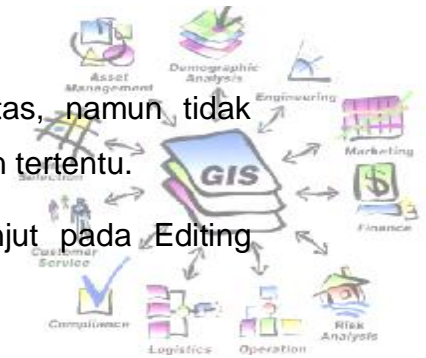 Asset
Management
Demographic
Analysis
Engineering
tas, namun tidak
Marketing
n tertentu.
Selection
GIS
Finance
njut pada Editing
Customer
Service
Compliance
Logistics
Operation
Risk
Analysis